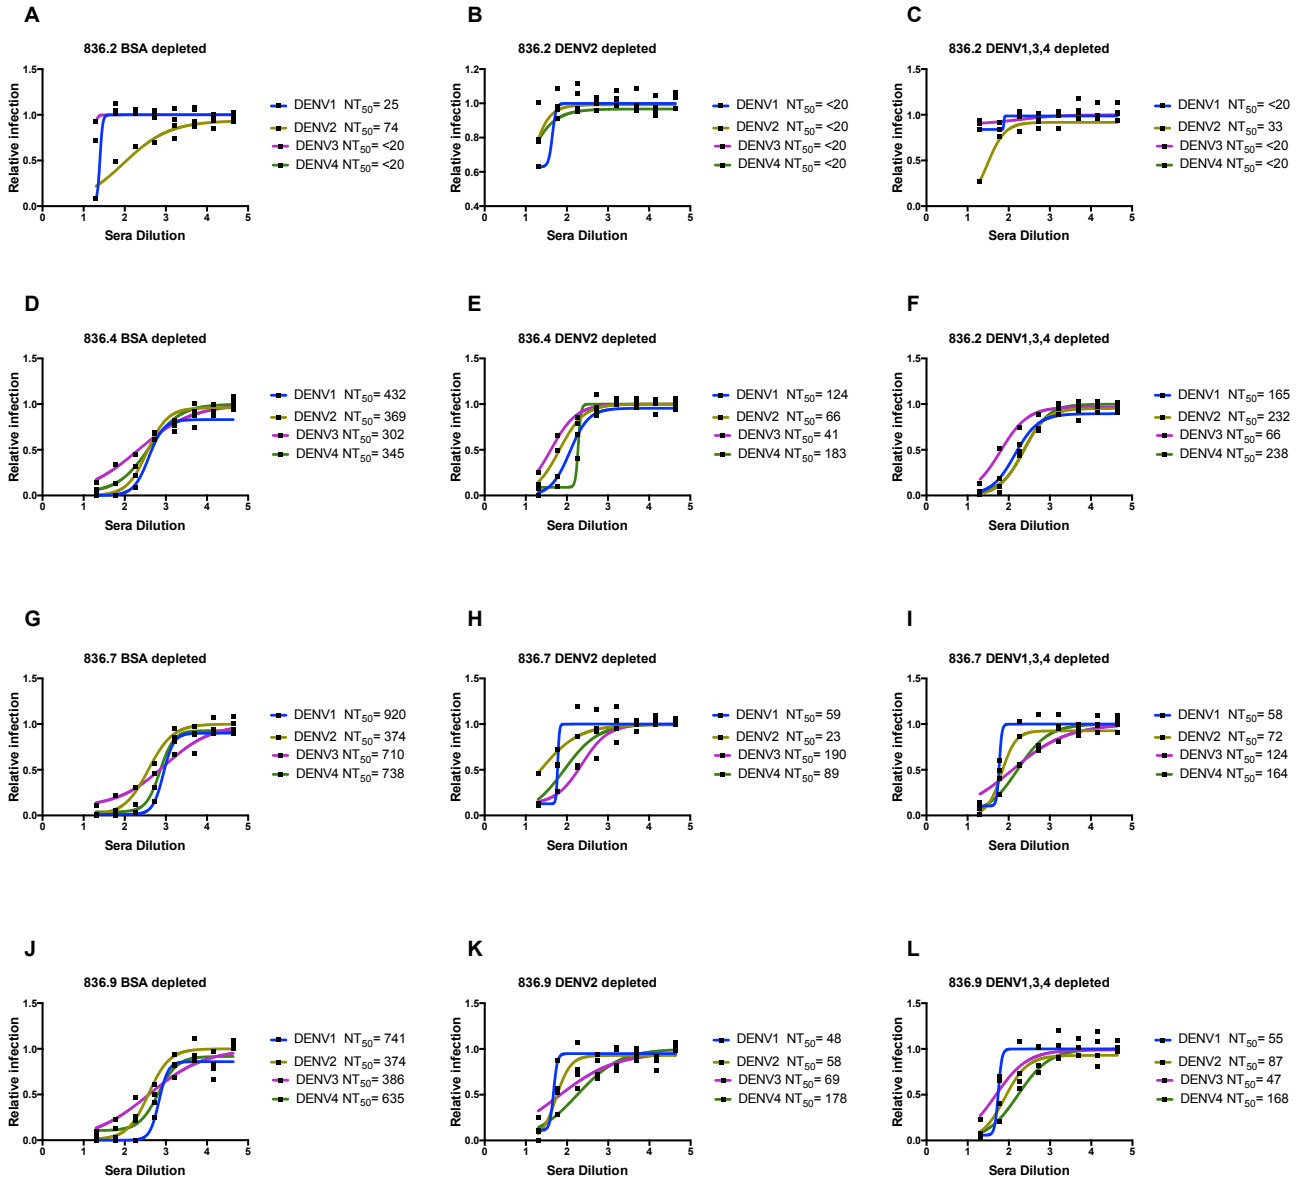 A
836.2 BSA depleted
Relative infection
1.5
1.0
0.5
0.0
0 1 2 3 4 5
Sera Dilution
DENV1 NT50= 25
DENV2 NT50= 74
DENV3 NT50= <20
DENV4 NT50= <20
B
836.2 DENV2 depleted
Relative infection
1.2
1.0
0.8
0.6
0.4
0 1 2 3 4 5
Sera Dilution
DENV1 NT50= <20
DENV2 NT50= <20
DENV3 NT50= <20
DENV4 NT50= <20
C
836.2 DENV1,3,4 depleted
Relative infection
1.5
1.0
0.5
0.0
0 1 2 3 4 5
Sera Dilution
DENV1 NT50= <20
DENV2 NT50= 33
DENV3 NT50= <20
DENV4 NT50= <20
D
836.4 BSA depleted
Relative infection
1.5
1.0
0.5
0.0
0 1 2 3 4 5
Sera Dilution
DENV1 NT50= 432
DENV2 NT50= 369
DENV3 NT50= 302
DENV4 NT50= 345
E
836.4 DENV2 depleted
Relative infection
1.5
1.0
0.5
0.0
0 1 2 3 4 5
Sera Dilution
DENV1 NT50= 124
DENV2 NT50= 66
DENV3 NT50= 41
DENV4 NT50= 183
F
836.2 DENV1,3,4 depleted
Relative infection
1.5
1.0
0.5
0.0
0 1 2 3 4 5
Sera Dilution
DENV1 NT50= 165
DENV2 NT50= 232
DENV3 NT50= 66
DENV4 NT50= 238
G
836.7 BSA depleted
Relative infection
1.5
1.0
0.5
0.0
0 1 2 3 4 5
Sera Dilution
DENV1 NT50= 920
DENV2 NT50= 374
DENV3 NT50= 710
DENV4 NT50= 738
H
836.7 DENV2 depleted
Relative infection
1.5
1.0
0.5
0.0
0 1 2 3 4 5
Sera Dilution
DENV1 NT50= 59
DENV2 NT50= 23
DENV3 NT50= 190
DENV4 NT50= 89
I
836.7 DENV1,3,4 depleted
Relative infection
1.5
1.0
0.5
0.0
0 1 2 3 4 5
Sera Dilution
DENV1 NT50= 58
DENV2 NT50= 72
DENV3 NT50= 124
DENV4 NT50= 164
J
836.9 BSA depleted
Relative infection
1.5
1.0
0.5
0.0
0 1 2 3 4 5
Sera Dilution
DENV1 NT50= 741
DENV2 NT50= 374
DENV3 NT50= 386
DENV4 NT50= 635
K
836.9 DENV2 depleted
Relative infection
1.5
1.0
0.5
0.0
0 1 2 3 4 5
Sera Dilution
DENV1 NT50= 48
DENV2 NT50= 58
DENV3 NT50= 69
DENV4 NT50= 178
L
836.9 DENV1,3,4 depleted
Relative infection
1.5
1.0
0.5
0.0
0 1 2 3 4 5
Sera Dilution
DENV1 NT50= 55
DENV2 NT50= 87
DENV3 NT50= 47
DENV4 NT50= 168